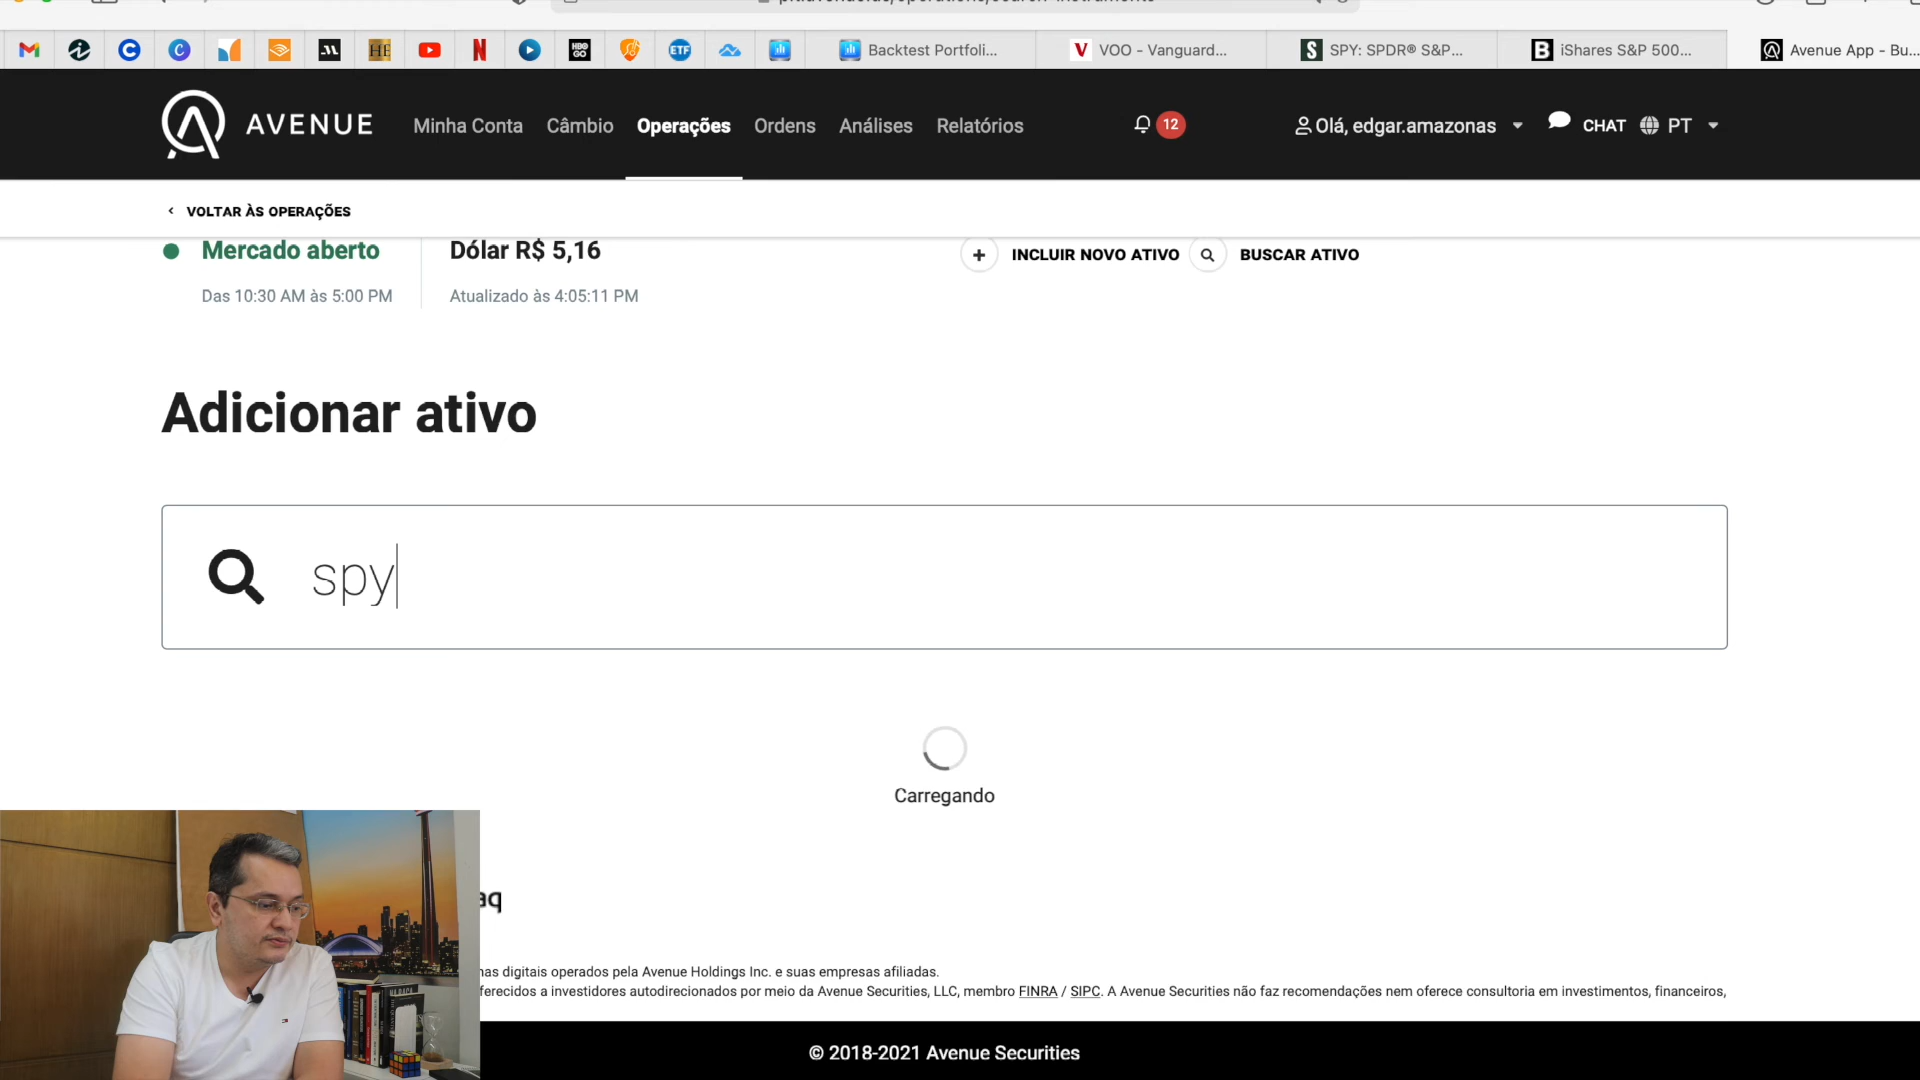 Backtest Portfoli...
VOO - Vanguard...
SPY: SPDR® S&P...
iShares S&P 500...
Avenue App - Bu...
HBO GO
ETF
AVENUE
Minha Conta
Câmbio
Operações
Ordens
Análises
Relatórios
12
Olá, edgar.amazonas
CHAT
PT
VOLTAR ÀS OPERAÇÕES
Mercado aberto
Das 10:30 AM às 5:00 PM
Dólar R$ 5,16
Atualizado às 4:05:11 PM
INCLUIR NOVO ATIVO
BUSCAR ATIVO
Adicionar ativo
spy
Carregando
aq
nas digitais operados pela Avenue Holdings Inc. e suas empresas afiliadas.
ferecidos a investidores autodirecionados por meio da Avenue Securities, LLC, membro FINRA / SIPC. A Avenue Securities não faz recomendações nem oferece consultoria em investimentos, financeiros,
© 2018-2021 Avenue Securities